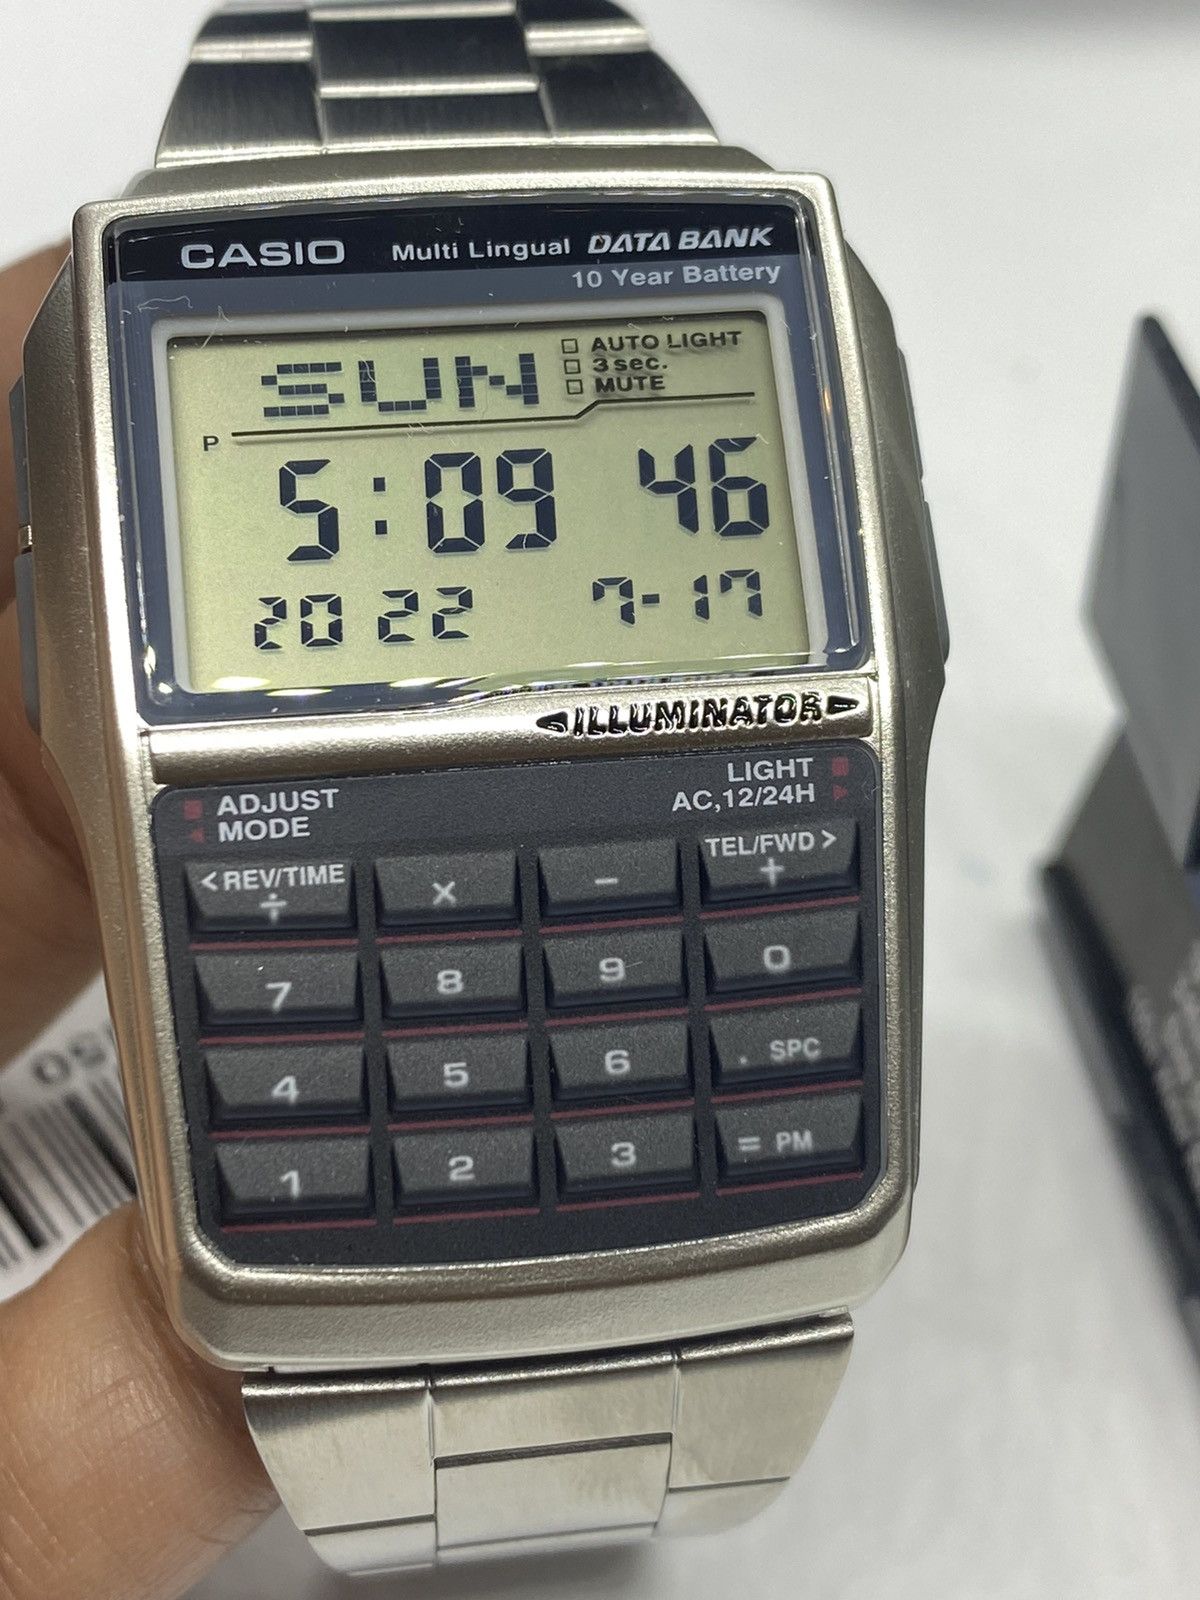 CASIO Multi Lingual DATA BANK
10 Year Battery
SUN
AUTO LIGHT
3 sec.
MUTE
P
5:09 46
2022 7-17
ILLUMINATOR
ADJUST
MODE
LIGHT
AC,12/24H
< REV/TIME
÷
×
−
TEL/FWD >
+
7 8 9 0
4 5 6 . SPC
1 2 3 = PM